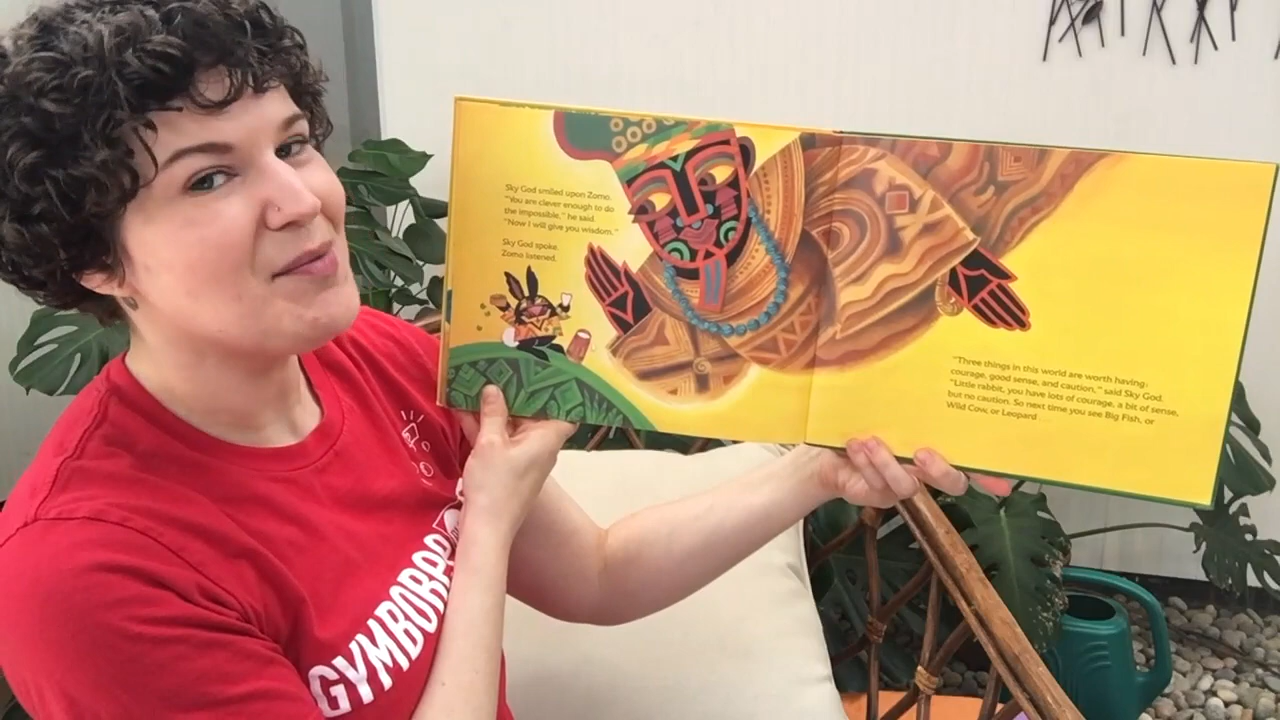 Sky God smiled upon Zomo.
"You are clever enough to do
the impossible," he said.
"Now I will give you wisdom."
Sky God spoke.
Zomo listened.
"Three things in this world are worth having:
courage, good sense, and caution," said Sky God.
"Little rabbit, you have lots of courage, a bit of sense,
but no caution. So next time you see Big Fish, or
Wild Cow, or Leopard . . .
GYMBOR